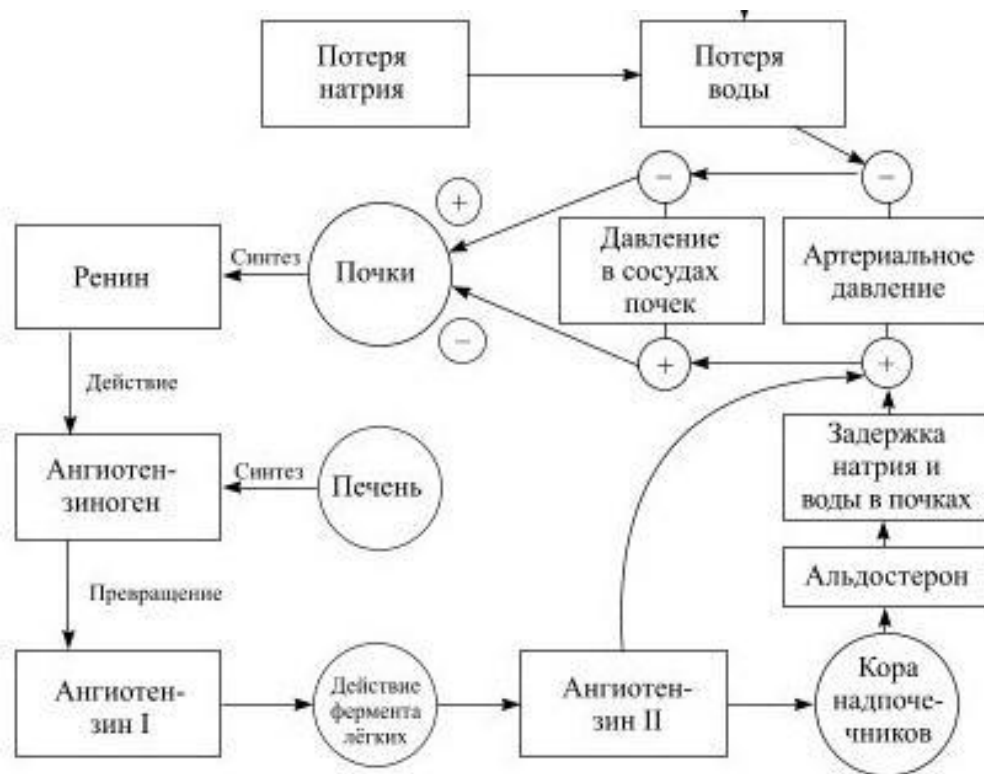 Потеря
натрия
Потеря
воды
−
−
+
Давление
в сосудах
почек
Артериальное
давление
Ренин
Синтез
Почки
−
+
+
Действие
Задержка
натрия и
воды в почках
Ангиотен-
зиноген
Синтез
Печень
Альдостерон
Превращение
Ангиотен-
зин I
Действие
фермента
лёгких
Ангиотен-
зин II
Кора
надпоче-
чников